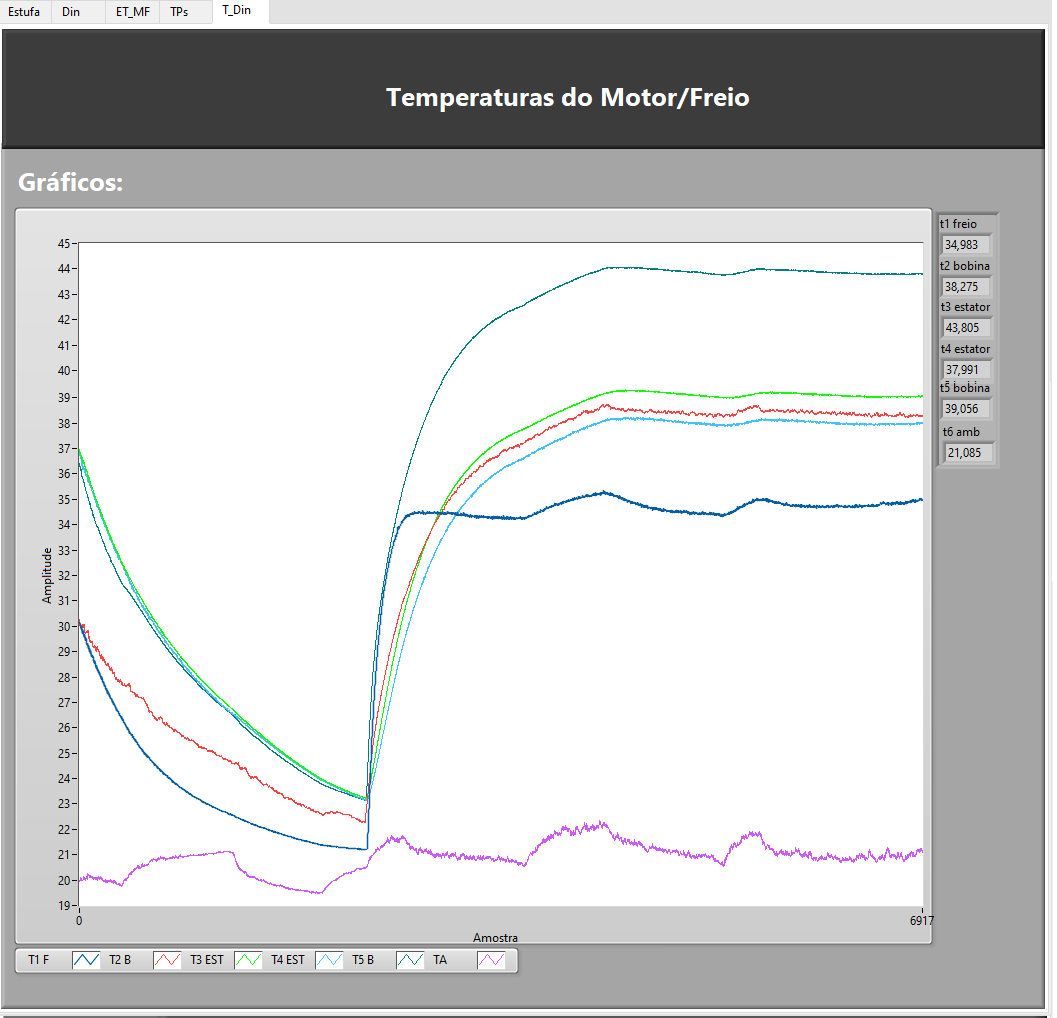 Estufa Din ET_MF TPs T_Din
Temperaturas do Motor/Freio
Gráficos:
45
44
43
42
41
40
39
38
37
36
35
34
33
32
31
30
29
28
27
26
25
24
23
22
21
20
19
Amplitude
0 6917
Amostra
t1 freio
34,983
t2 bobina
38,275
t3 estator
43,805
t4 estator
37,991
t5 bobina
39,056
t6 amb
21,085
T1 F T2 B T3 EST T4 EST T5 B TA